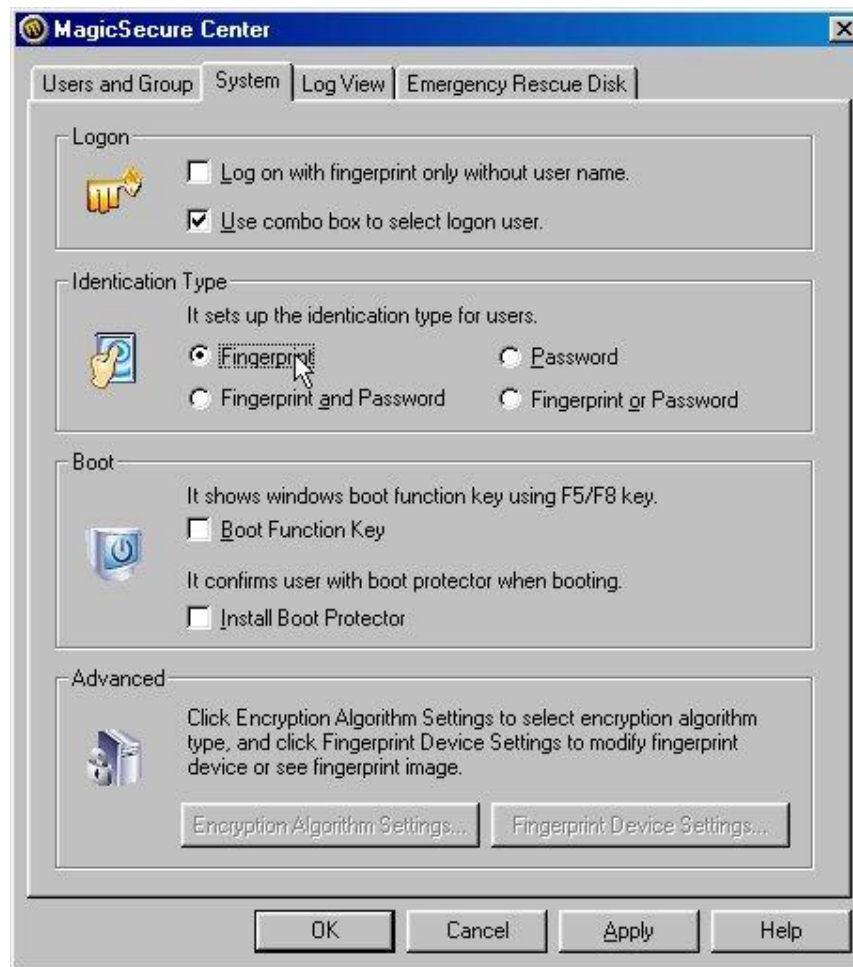 MagicSecure Center
Users and Group System Log View Emergency Rescue Disk
Logon
Log on with fingerprint only without user name.
Use combo box to select logon user.
Identication Type
It sets up the identication type for users.
Fingerprint Password
Fingerprint and Password Fingerprint or Password
Boot
It shows windows boot function key using F5/F8 key.
Boot Function Key
It confirms user with boot protector when booting.
Install Boot Protector
Advanced
Click Encryption Algorithm Settings to select encryption algorithm
type, and click Fingerprint Device Settings to modify fingerprint
device or see fingerprint image.
Encryption Algorithm Settings... Fingerprint Device Settings...
OK Cancel Apply Help